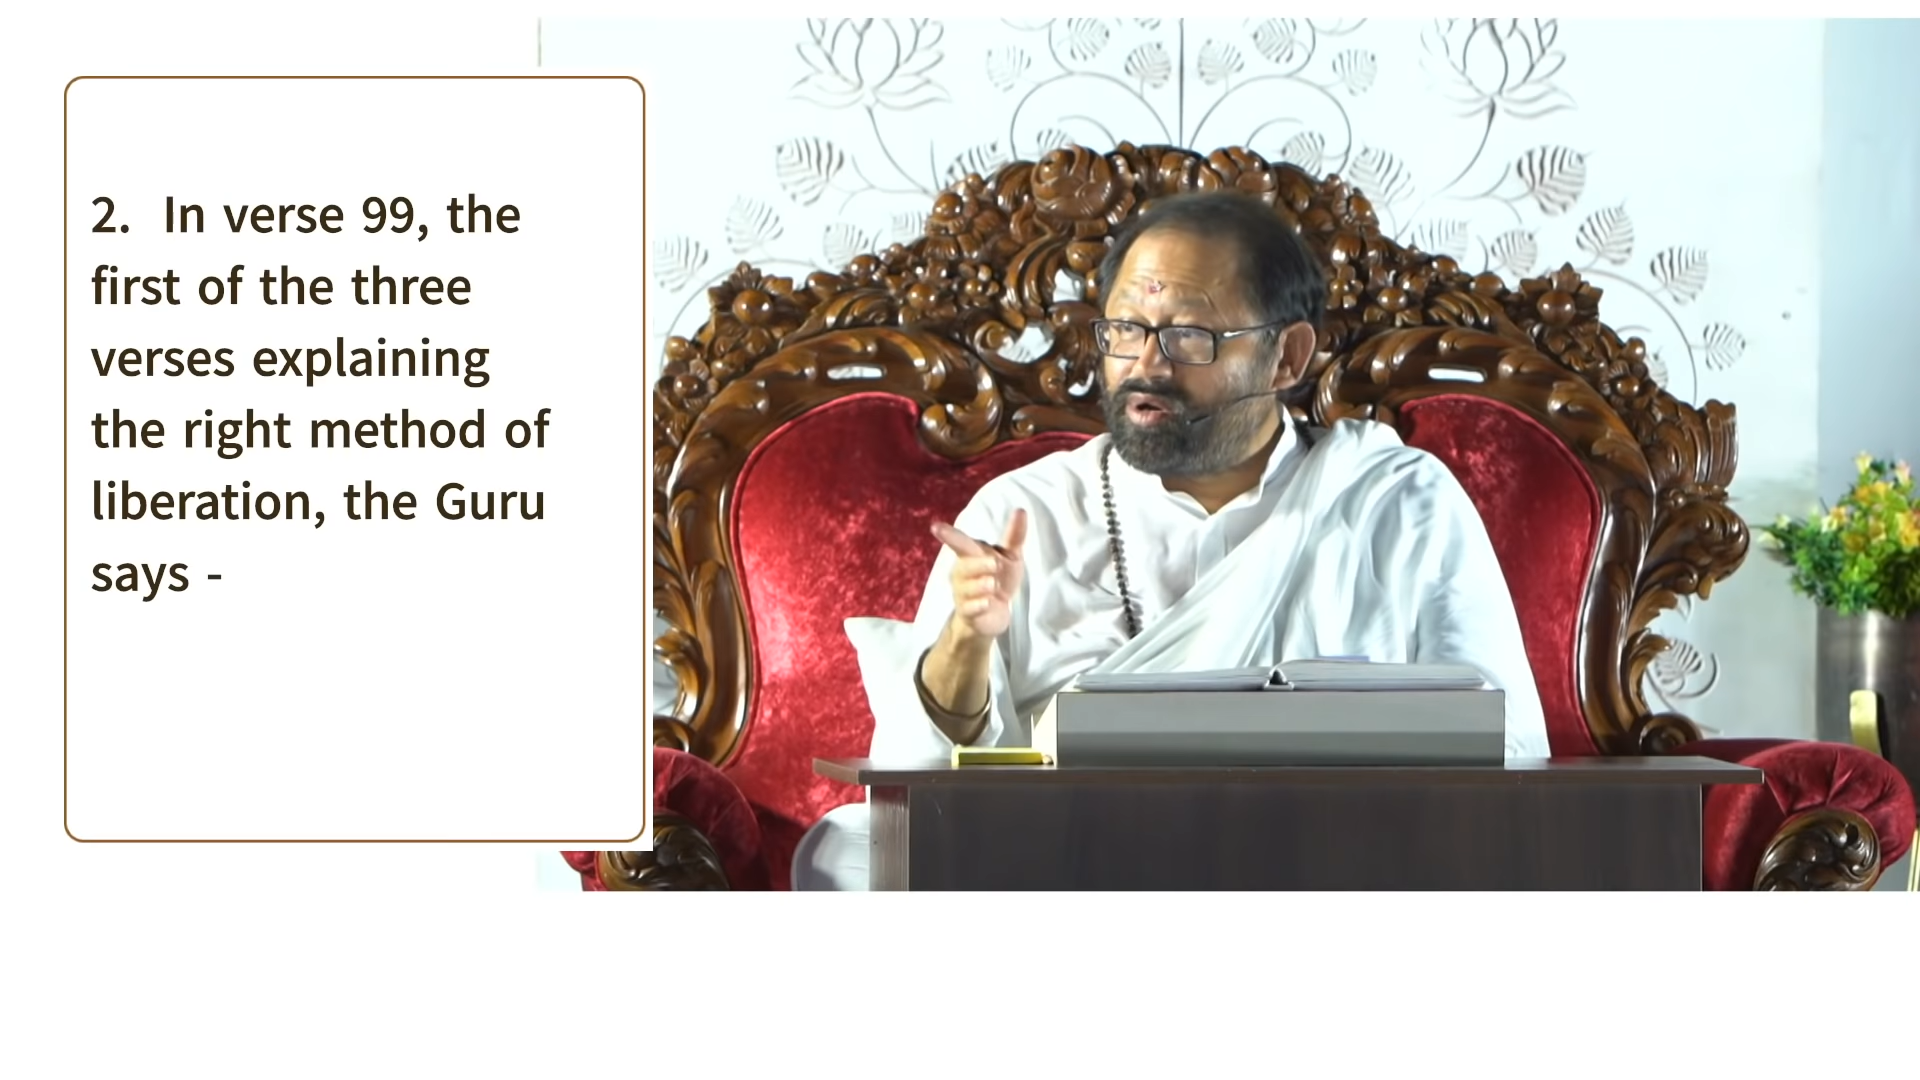 2. In verse 99, the
first of the three
verses explaining
the right method of
liberation, the Guru
says -